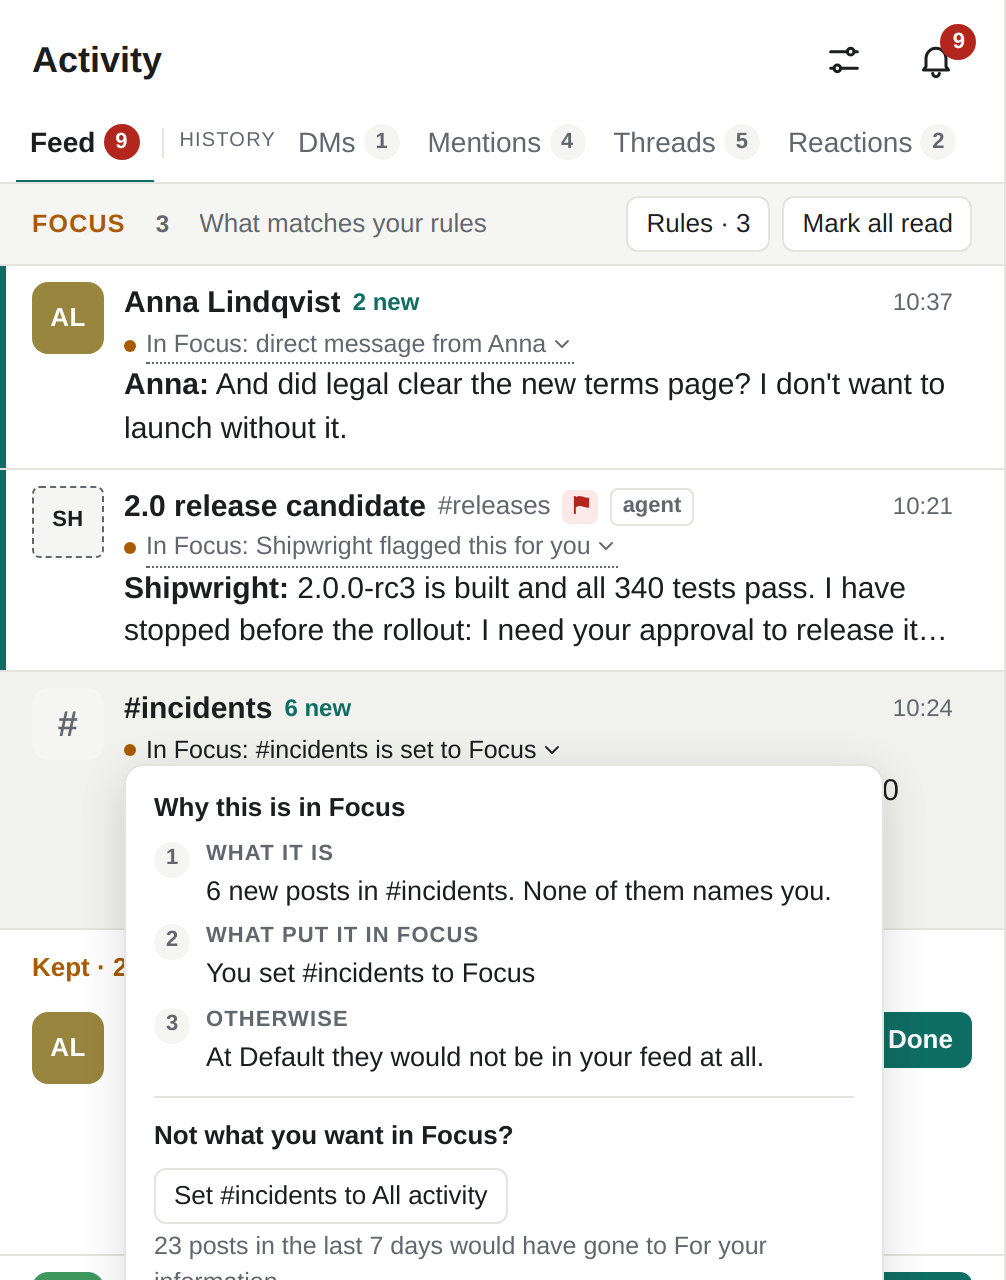 Activity
9
Feed 9 HISTORY DMs 1 Mentions 4 Threads 5 Reactions 2
FOCUS 3 What matches your rules Rules · 3 Mark all read
AL Anna Lindqvist 2 new 10:37
In Focus: direct message from Anna
Anna: And did legal clear the new terms page? I don't want to
launch without it.
SH 2.0 release candidate #releases agent 10:21
In Focus: Shipwright flagged this for you
Shipwright: 2.0.0-rc3 is built and all 340 tests pass. I have
stopped before the rollout: I need your approval to release it…
# #incidents 6 new 10:24
In Focus: #incidents is set to Focus
0
Why this is in Focus
1 WHAT IT IS
6 new posts in #incidents. None of them names you.
2 WHAT PUT IT IN FOCUS
You set #incidents to Focus
3 OTHERWISE
At Default they would not be in your feed at all.
Not what you want in Focus?
Set #incidents to All activity
23 posts in the last 7 days would have gone to For your
information
Kept · 2
AL Done